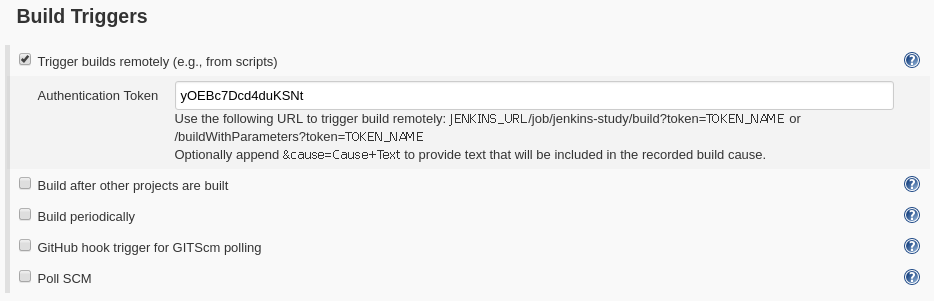 Build Triggers
Trigger builds remotely (e.g., from scripts)
Authentication Token yOEBc7Dcd4duKSNt
Use the following URL to trigger build remotely: JENKINS_URL/job/jenkins-study/build?token=TOKEN_NAME or
/buildWithParameters?token=TOKEN_NAME
Optionally append &cause=Cause+Text to provide text that will be included in the recorded build cause.
Build after other projects are built
Build periodically
GitHub hook trigger for GITScm polling
Poll SCM